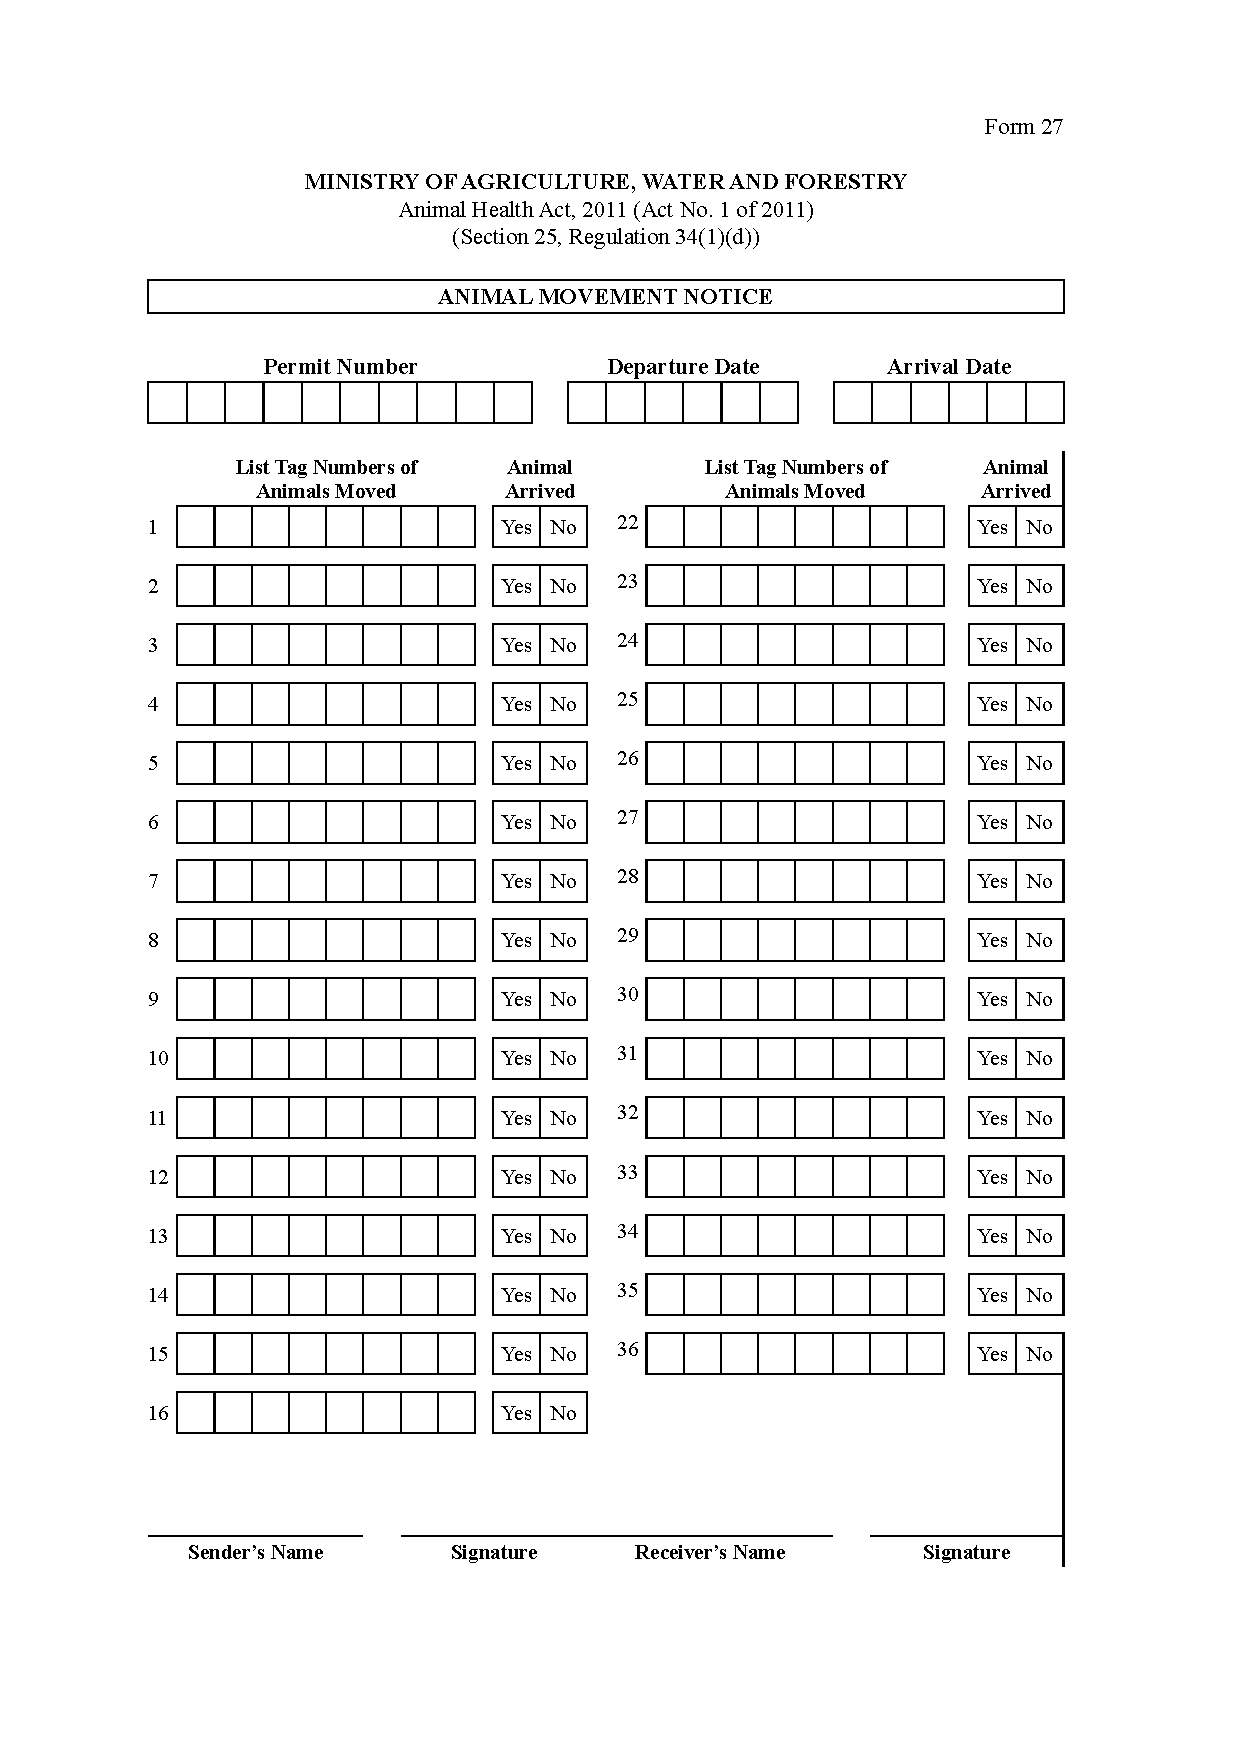 Form 27
MINISTRY OF AGRICULTURE, WATER AND FORESTRY
Animal Health Act, 2011 (Act No. 1 of 2011)
(Section 25, Regulation 34(1)(d))
ANIMAL MOVEMENT NOTICE
Permit Number Departure Date Arrival Date
List Tag Numbers of Animal List Tag Numbers of Animal
Animals Moved Arrived Animals Moved Arrived
1 Yes No 22 Yes No
2 Yes No 23 Yes No
3 Yes No 24 Yes No
4 Yes No 25 Yes No
5 Yes No 26 Yes No
6 Yes No 27 Yes No
7 Yes No 28 Yes No
8 Yes No 29 Yes No
9 Yes No 30 Yes No
10 Yes No 31 Yes No
11 Yes No 32 Yes No
12 Yes No 33 Yes No
13 Yes No 34 Yes No
14 Yes No 35 Yes No
15 Yes No 36 Yes No
16 Yes No
Sender’s Name Signature Receiver’s Name Signature